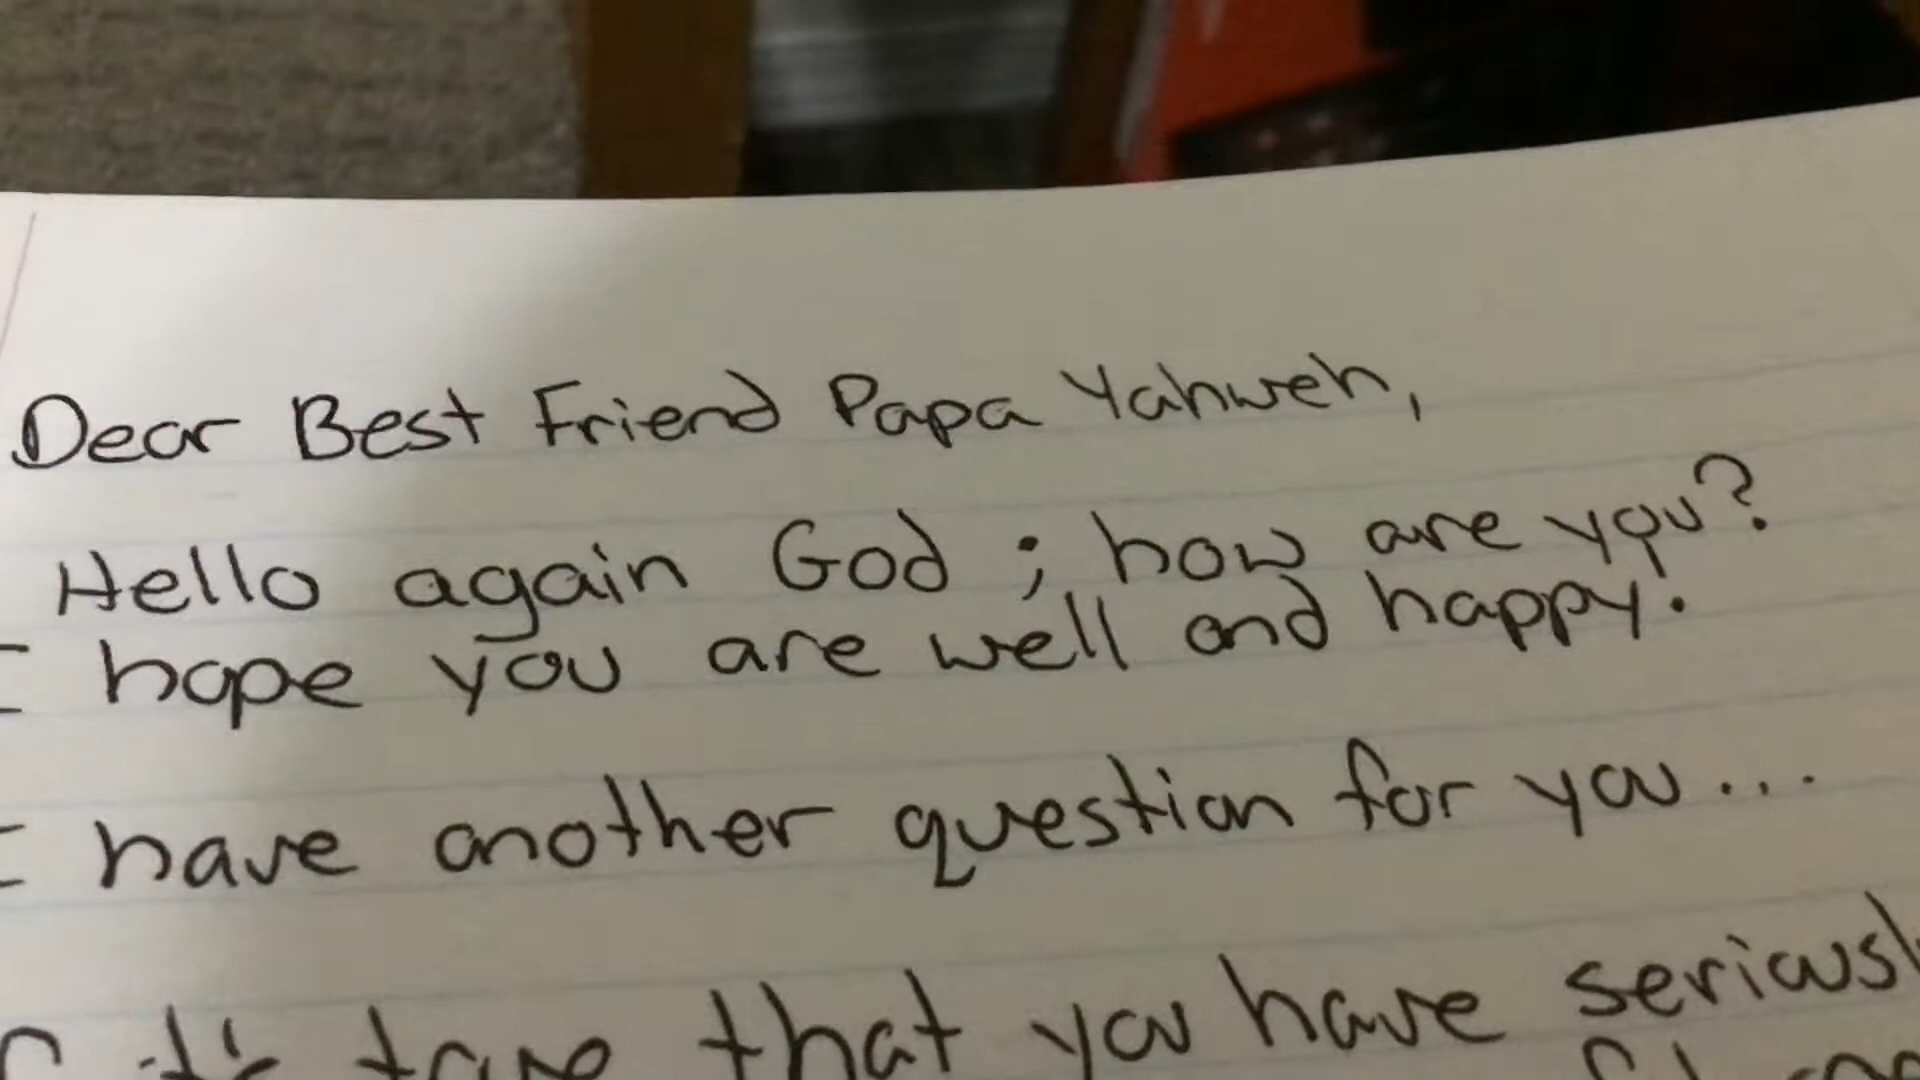 Dear Best Friend Papa Yahweh,
Hello again God ; how are you?
I hope you are well and happy.
I have another question for you...
that you have